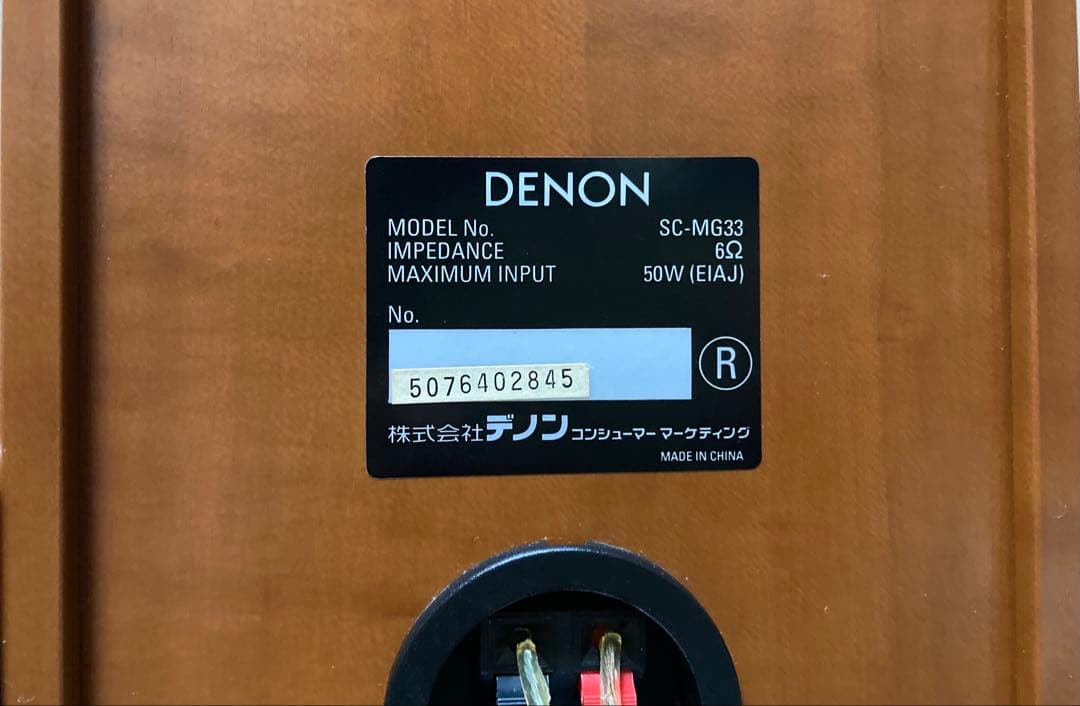 DENON
MODEL No. SC-MG33
IMPEDANCE 6Ω
MAXIMUM INPUT 50W (EIAJ)
No.
5076402845
R
株式会社デノン コンシューマー マーケティング
MADE IN CHINA